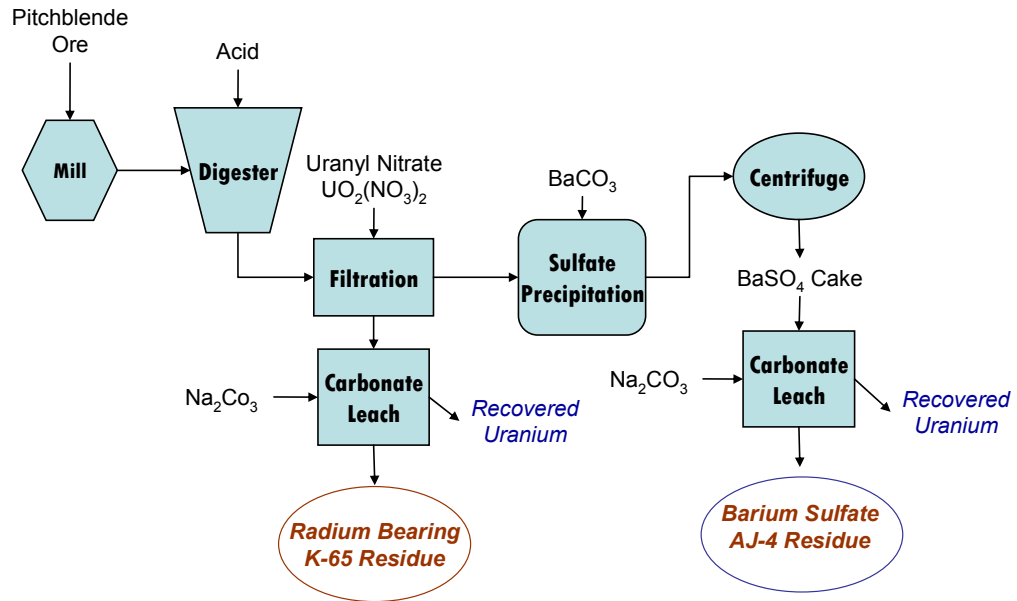 Pitchblende
Ore
Acid
Mill
Digester
Uranyl Nitrate
UO₂(NO₃)₂
Filtration
BaCO₃
Sulfate
Precipitation
Centrifuge
BaSO₄ Cake
Na₂Co₃
Carbonate
Leach
Recovered
Uranium
Radium Bearing
K-65 Residue
Na₂CO₃
Carbonate
Leach
Recovered
Uranium
Barium Sulfate
AJ-4 Residue